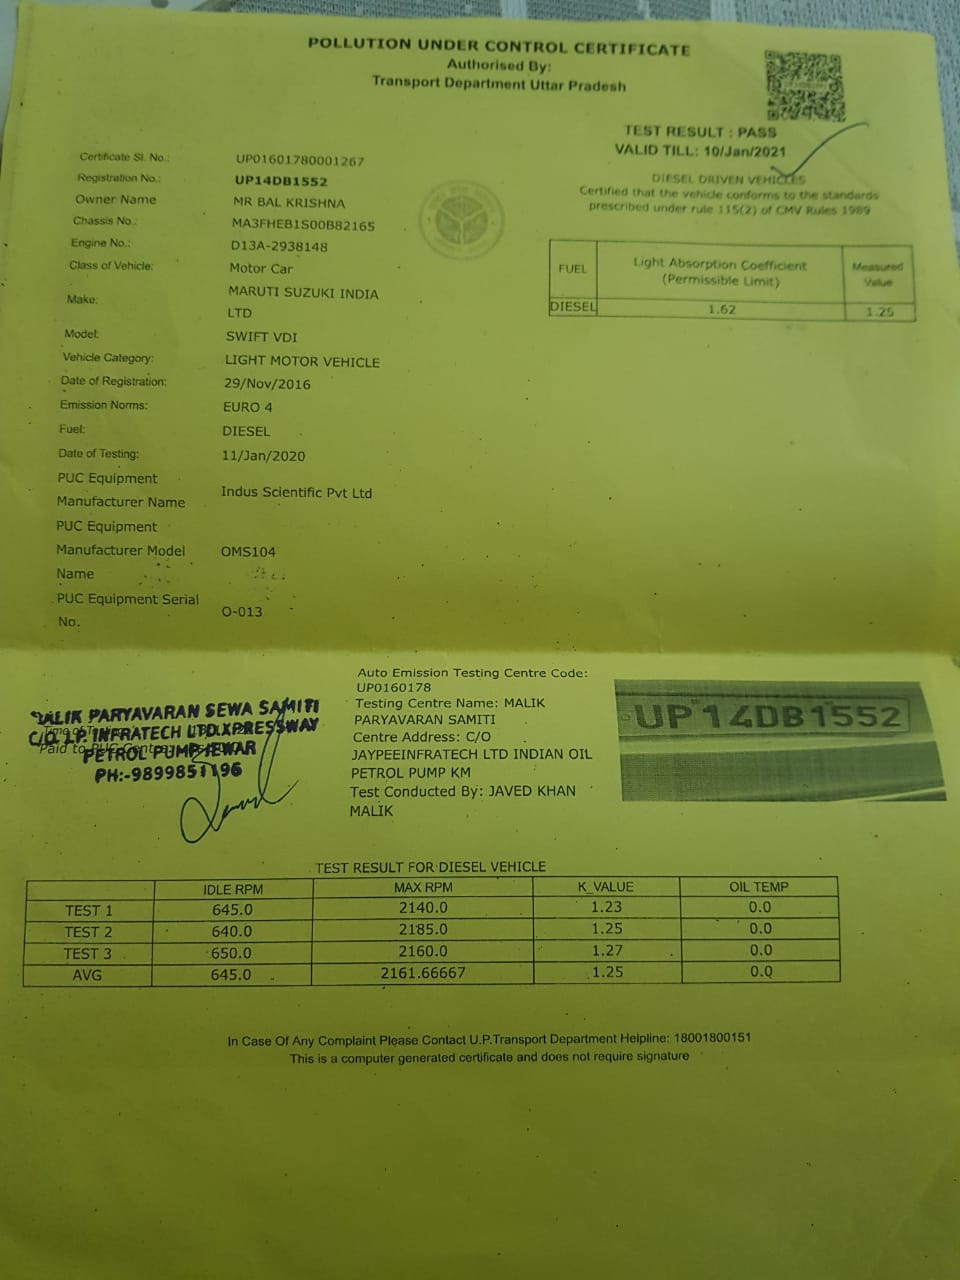 POLLUTION UNDER CONTROL CERTIFICATE
Authorised By:
Transport Department Uttar Pradesh
TEST RESULT : PASS
VALID TILL: 10/Jan/2021
DIESEL DRIVEN VEHICLES
Certified that the vehicle conforms to the standards
prescribed under rule 115(2) of CMV Rules 1989
Certificate Sl. No.: UP01601780001267
Registration No.: UP14DB1552
Owner Name MR BAL KRISHNA
Chassis No.: MA3FHEB1S00B82165
Engine No.: D13A-2938148
Class of Vehicle: Motor Car
Make: MARUTI SUZUKI INDIA
LTD
Model: SWIFT VDI
Vehicle Category: LIGHT MOTOR VEHICLE
Date of Registration: 29/Nov/2016
Emission Norms: EURO 4
Fuel: DIESEL
Date of Testing: 11/Jan/2020
PUC Equipment
Manufacturer Name Indus Scientific Pvt Ltd
PUC Equipment
Manufacturer Model OMS104
Name
PUC Equipment Serial
No. O-013
FUEL Light Absorption Coefficient Measured
(Permissible Limit) Value
DIESEL 1.62 1.25
MALIK PARYAVARAN SEWA SAMITI
C/O INFRATECH LTD.XPRESSWAY
PETROL PUMP JEWAR
PH:-9899851196
Paid to PUC
Auto Emission Testing Centre Code:
UP0160178
Testing Centre Name: MALIK
PARYAVARAN SAMITI
Centre Address: C/O
JAYPEEINFRATECH LTD INDIAN OIL
PETROL PUMP KM
Test Conducted By: JAVED KHAN
MALIK
UP14DB1552
TEST RESULT FOR DIESEL VEHICLE
IDLE RPM MAX RPM K_VALUE OIL TEMP
TEST 1 645.0 2140.0 1.23 0.0
TEST 2 640.0 2185.0 1.25 0.0
TEST 3 650.0 2160.0 1.27 0.0
AVG 645.0 2161.66667 1.25 0.0
In Case Of Any Complaint Please Contact U.P.Transport Department Helpline: 18001800151
This is a computer generated certificate and does not require signature